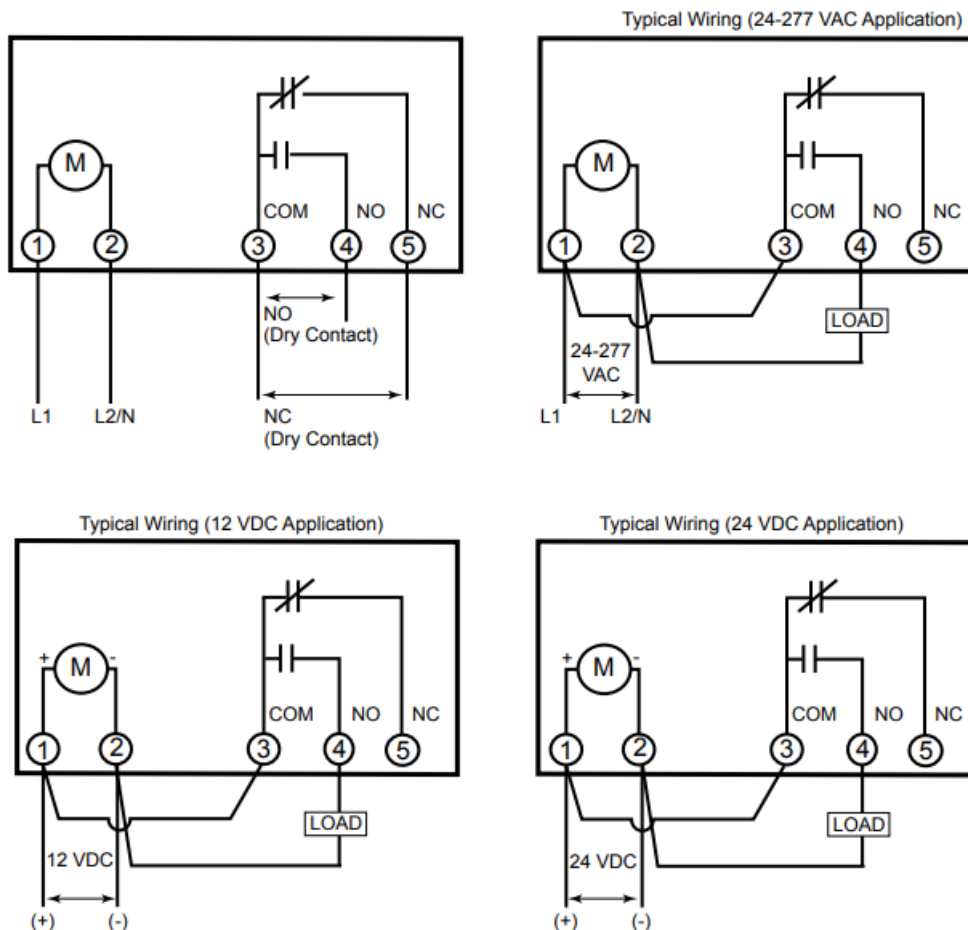 Typical Wiring (24-277 VAC Application)
M
COM NO NC
1 2 3 4 5
NO
(Dry Contact)
NC
(Dry Contact)
L1 L2/N
M
COM NO NC
1 2 3 4 5
LOAD
24-277
VAC
L1 L2/N
Typical Wiring (12 VDC Application)
+ M -
COM NO NC
1 2 3 4 5
LOAD
12 VDC
(+) (-)
Typical Wiring (24 VDC Application)
+ M -
COM NO NC
1 2 3 4 5
LOAD
24 VDC
(+) (-)